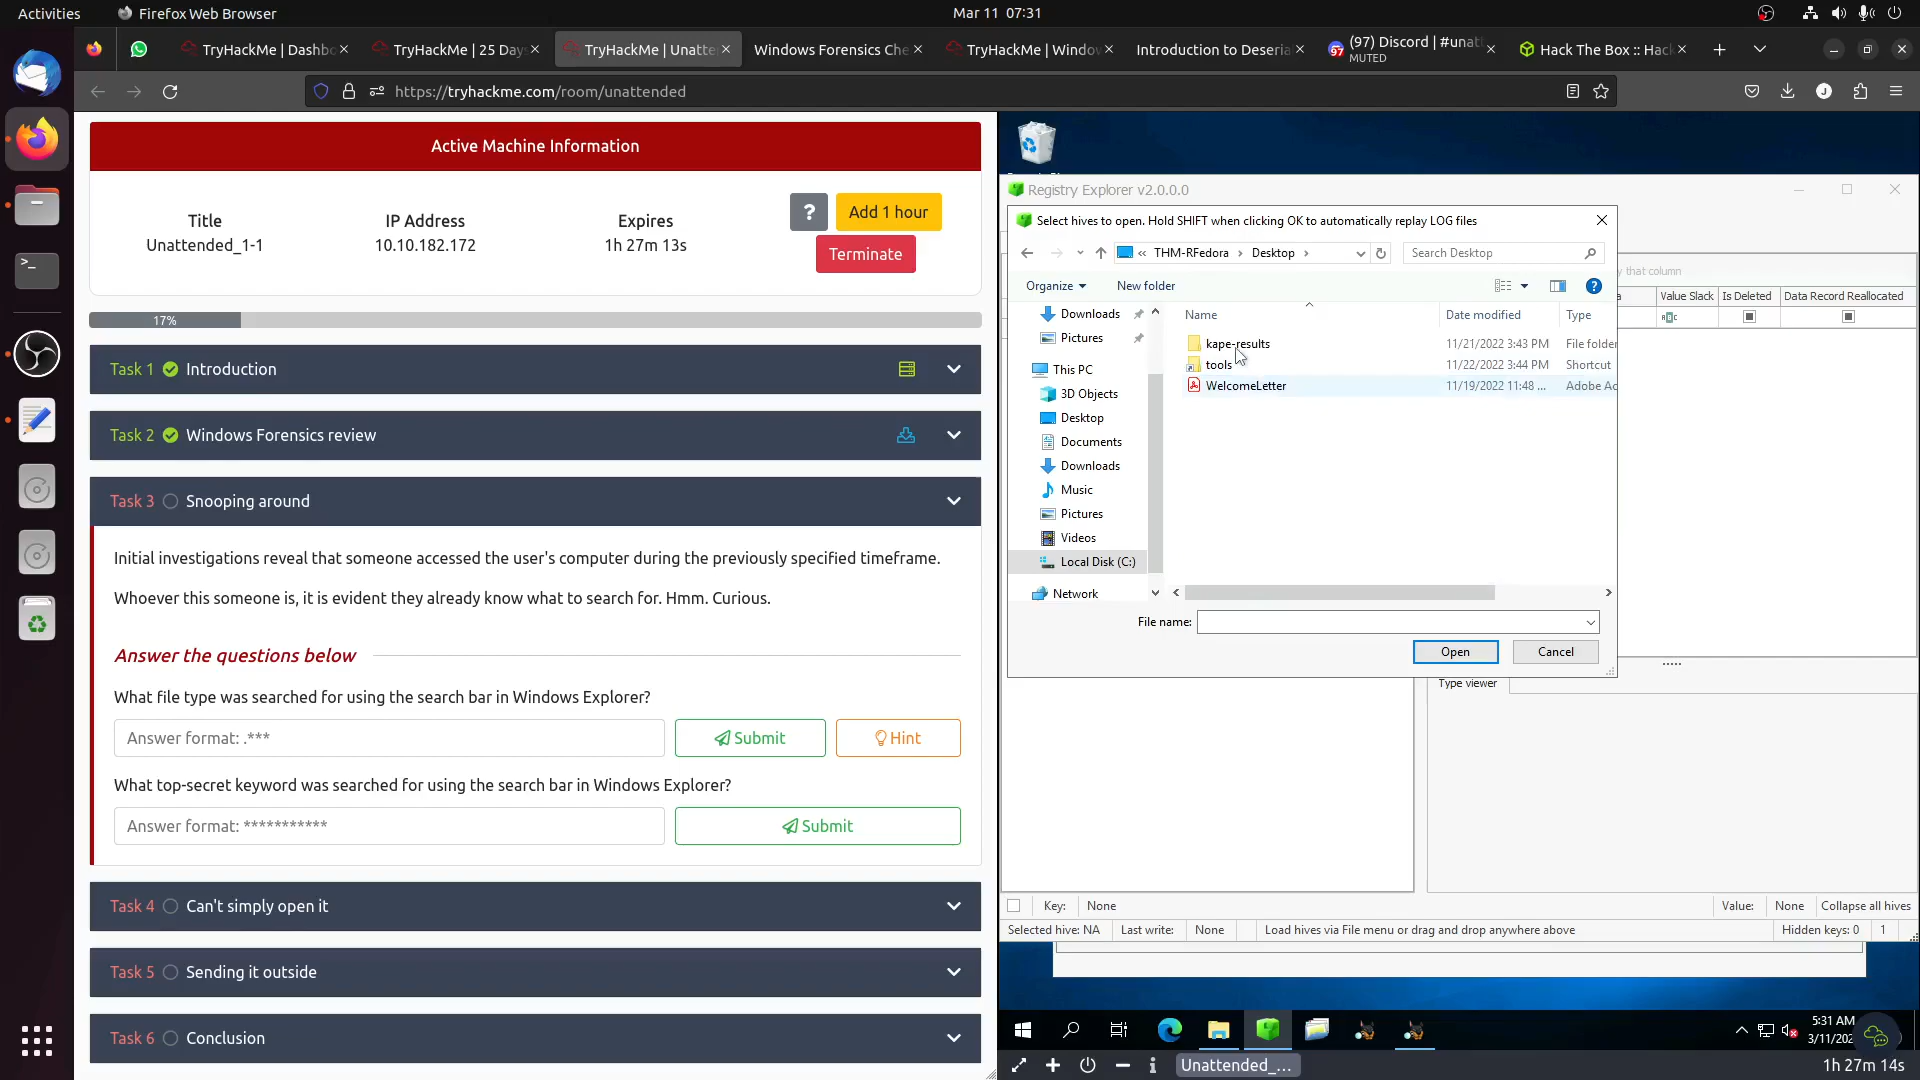 Activities
Firefox Web Browser
Mar 11 07:31
TryHackMe | Dashbo
TryHackMe | 25 Days
TryHackMe | Unatte
Windows Forensics Che
TryHackMe | Window
Introduction to Deseria
(97) Discord | #unat
MUTED
Hack The Box :: Hack
https://tryhackme.com/room/unattended
Active Machine Information
Title
IP Address
Expires
Unattended_1-1
10.10.182.172
1h 27m 13s
?
Add 1 hour
Terminate
17%
Task 1
Introduction
Task 2
Windows Forensics review
Task 3
Snooping around
Initial investigations reveal that someone accessed the user's computer during the previously specified timeframe.
Whoever this someone is, it is evident they already know what to search for. Hmm. Curious.
Answer the questions below
What file type was searched for using the search bar in Windows Explorer?
Answer format: .***
Submit
Hint
What top-secret keyword was searched for using the search bar in Windows Explorer?
Answer format: ***********
Submit
Task 4
Can't simply open it
Task 5
Sending it outside
Task 6
Conclusion
Registry Explorer v2.0.0.0
Select hives to open. Hold SHIFT when clicking OK to automatically replay LOG files
« THM-RFedora › Desktop ›
Search Desktop
Organize
New folder
Name
Date modified
Type
Downloads
Pictures
This PC
3D Objects
Desktop
Documents
Downloads
Music
Pictures
Videos
Local Disk (C:)
Network
kape-results
11/21/2022 3:43 PM
File folder
tools
11/22/2022 3:44 PM
Shortcut
WelcomeLetter
11/19/2022 11:48 ...
Adobe Ac
File name:
Open
Cancel
y that column
Value Slack
Is Deleted
Data Record Reallocated
Type viewer
Key:
None
Value:
None
Collapse all hives
Selected hive: NA
Last write:
None
Load hives via File menu or drag and drop anywhere above
Hidden keys: 0
1
5:31 AM
3/11/202
Unattended_...
1h 27m 14s